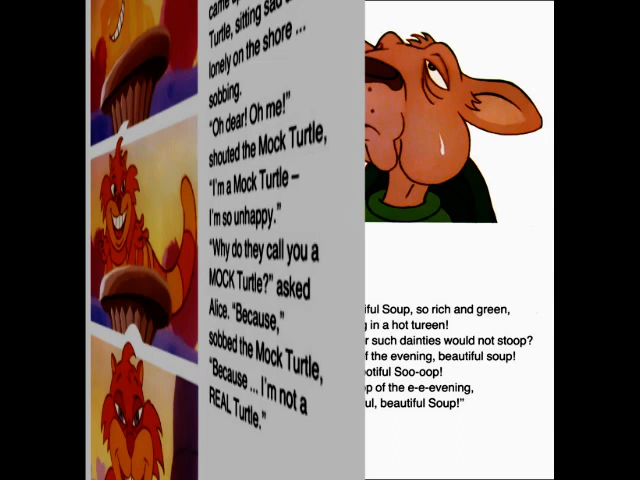 came
Turtle, sitting sad
lonely on the shore ...
sobbing.
"Oh dear! Oh me!"
shouted the Mock Turtle,
"I'm a Mock Turtle –
I'm so unhappy."
"Why do they call you a
MOCK Turtle?" asked
Alice. "Because,"
sobbed the Mock Turtle,
"Because ... I'm not a
REAL Turtle."
iful Soup, so rich and green,
in a hot tureen!
such dainties would not stoop?
f the evening, beautiful soup!
otiful Soo-oop!
p of the e-e-evening,
ul, beautiful Soup!"